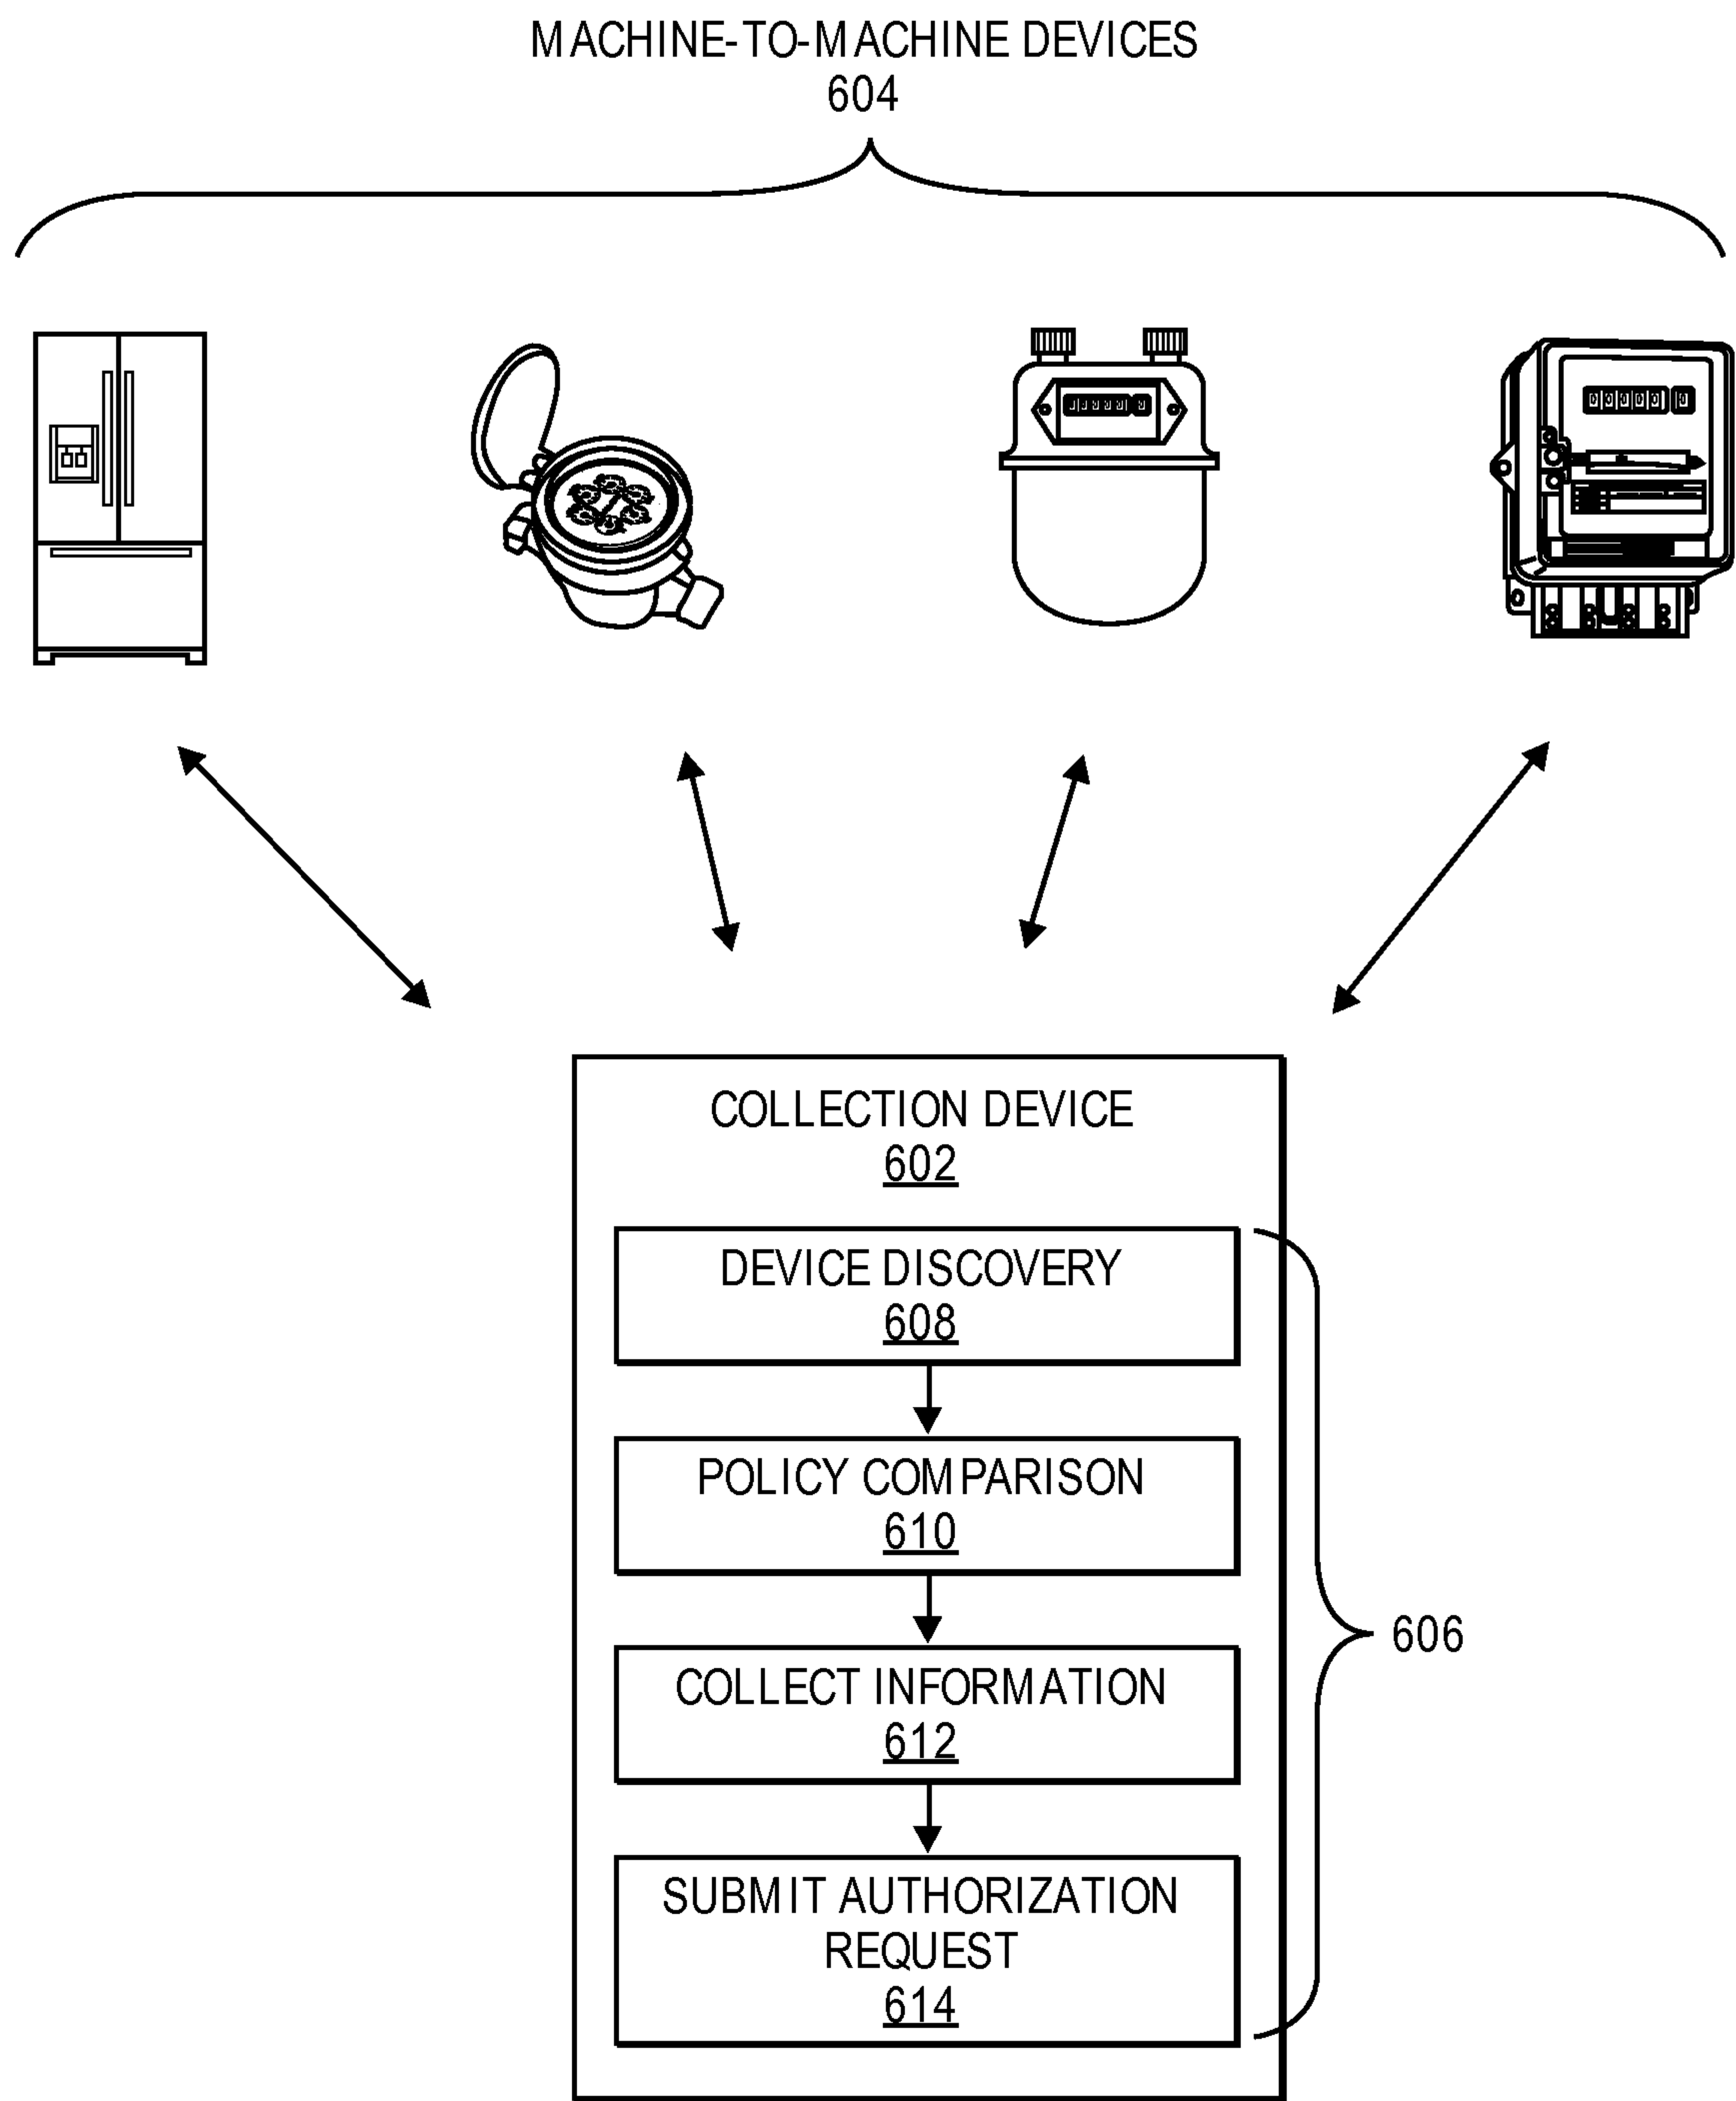 MACHINE-TO-MACHINE DEVICES
604
COLLECTION DEVICE
602
DEVICE DISCOVERY
608
POLICY COMPARISON
610
606
COLLECT INFORMATION
612
SUBMIT AUTHORIZATION
REQUEST
614